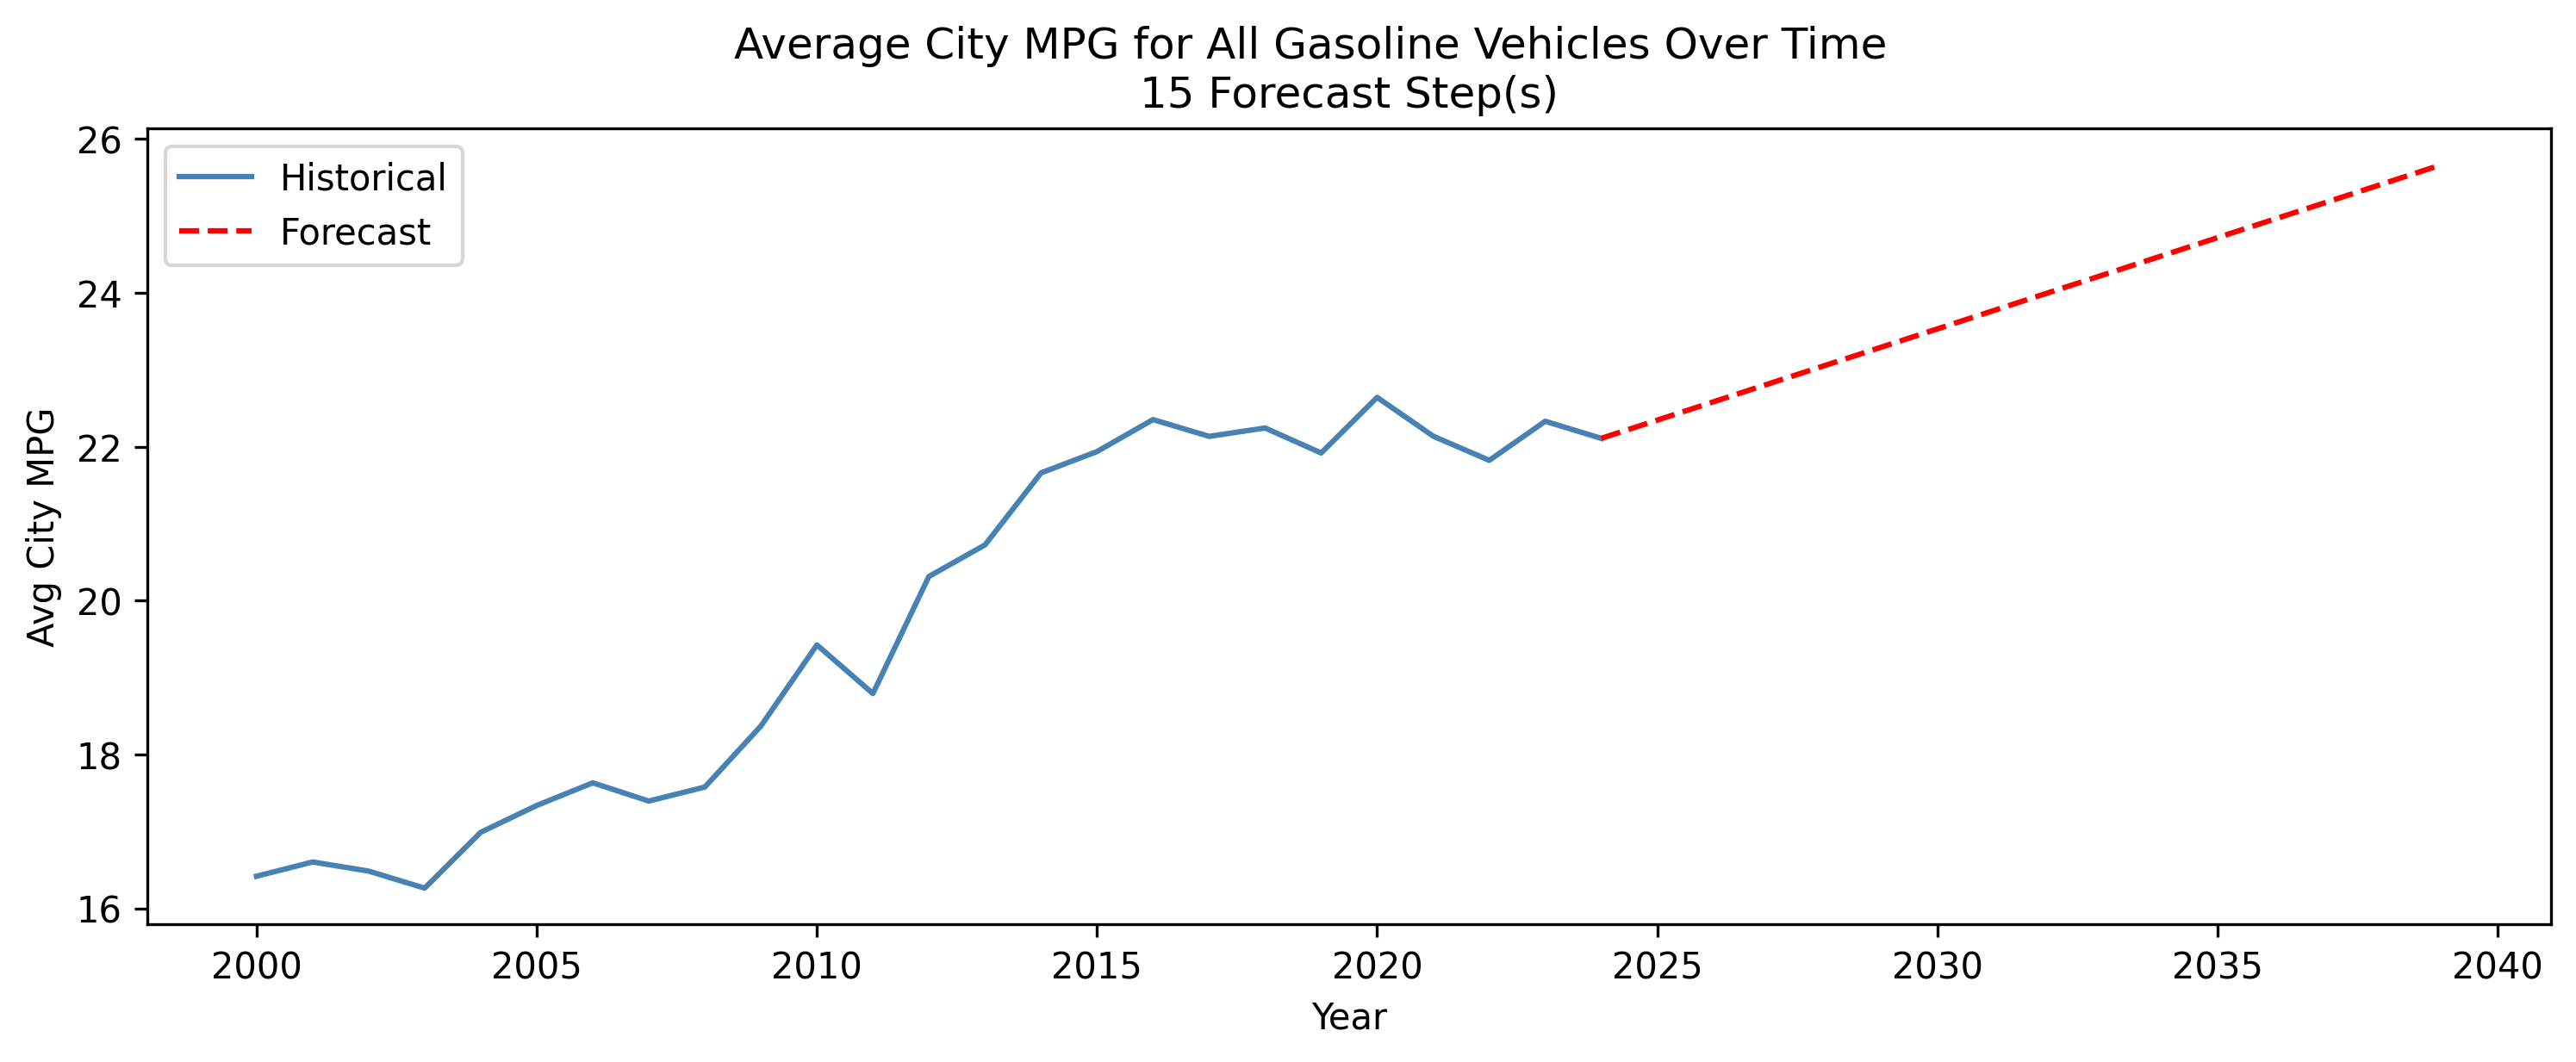 Average City MPG for All Gasoline Vehicles Over Time
15 Forecast Step(s)
Historical
Forecast
Avg City MPG
26
24
22
20
18
16
2000 2005 2010 2015 2020 2025 2030 2035 2040
Year